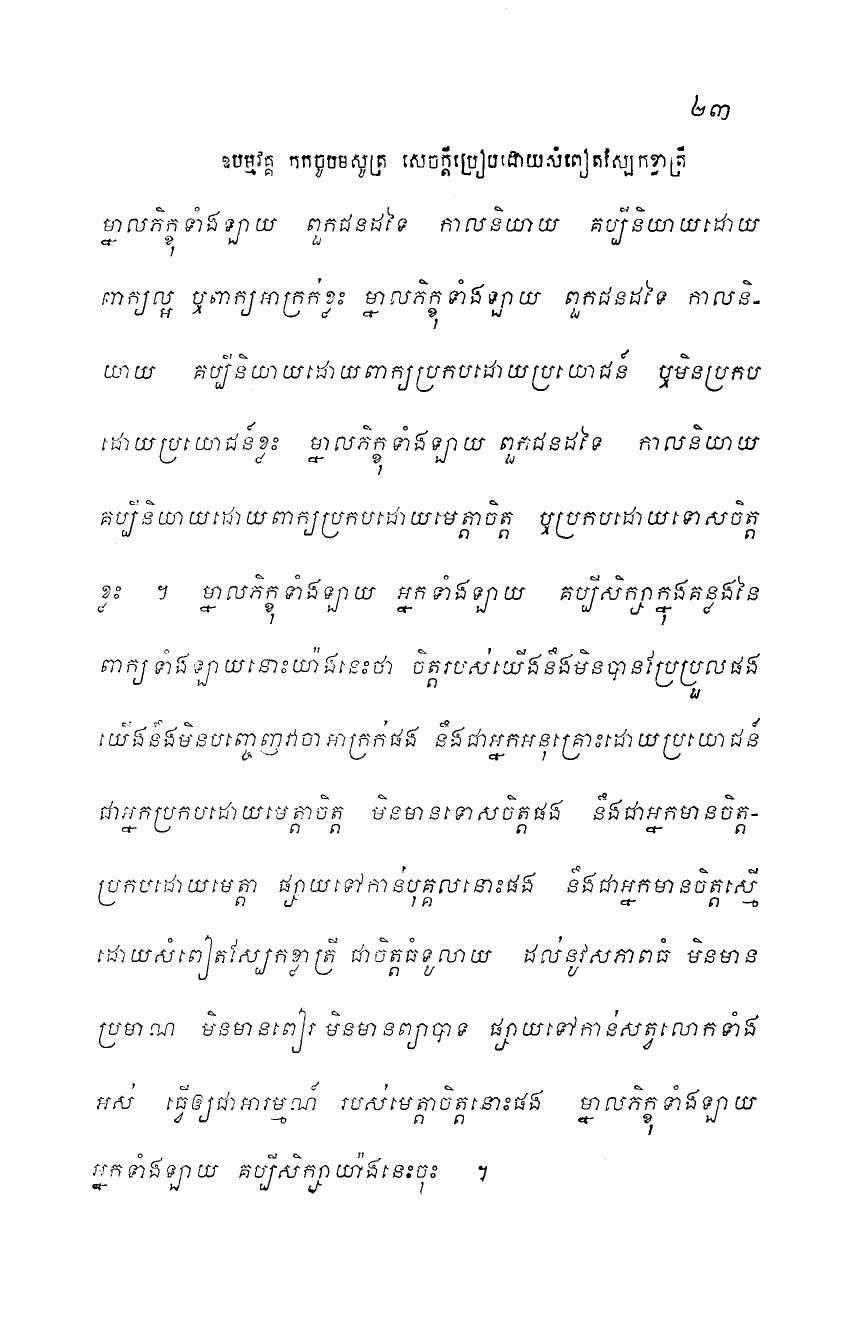 ២៣
ឧបម្មវគ្គ កកចូបមសូត្រ សេចក្តីប្រៀបដោយសំពៀតស្បែកខ្លាត្រី
ម្នាលភិក្ខុទាំងឡាយ ពួកជនដទៃ កាលនិយាយ គប្បីនិយាយដោយ
ពាក្យល្អ ឬពាក្យអាក្រក់ខ្លះ ម្នាលភិក្ខុទាំងឡាយ ពួកជនដទៃ កាលនិ-
យាយ គប្បីនិយាយដោយពាក្យប្រកបដោយប្រយោជន៍ ឬមិនប្រកប
ដោយប្រយោជន៍ខ្លះ ម្នាលភិក្ខុទាំងឡាយ ពួកជនដទៃ កាលនិយាយ
គប្បីនិយាយដោយពាក្យប្រកបដោយមេត្តាចិត្ត ឬប្រកបដោយទោសចិត្ត
ខ្លះ ។ ម្នាលភិក្ខុទាំងឡាយ អ្នកទាំងឡាយ គប្បីសិក្សាក្នុងគន្លងនៃ
ពាក្យទាំងឡាយនោះយ៉ាងនេះថា ចិត្តរបស់យើងនឹងមិនបានប្រែប្រួលផង
យើងនឹងមិនបញ្ចេញវាចាអាក្រក់ផង នឹងជាអ្នកអនុគ្រោះដោយប្រយោជន៍
ជាអ្នកប្រកបដោយមេត្តាចិត្ត មិនមានទោសចិត្តផង នឹងជាអ្នកមានចិត្ត-
ប្រកបដោយមេត្តា ផ្សាយទៅកាន់បុគ្គលនោះផង នឹងជាអ្នកមានចិត្តស្មើ
ដោយសំពៀតស្បែកខ្លាត្រី ជាចិត្តធំទូលាយ ដល់នូវសភាពធំ មិនមាន
ប្រមាណ មិនមានពៀរ មិនមានព្យាបាទ ផ្សាយទៅកាន់សត្វលោកទាំង
អស់ ធ្វើឲ្យជាអារម្មណ៍ របស់មេត្តាចិត្តនោះផង ម្នាលភិក្ខុទាំងឡាយ
អ្នកទាំងឡាយ គប្បីសិក្សាយ៉ាងនេះចុះ ។